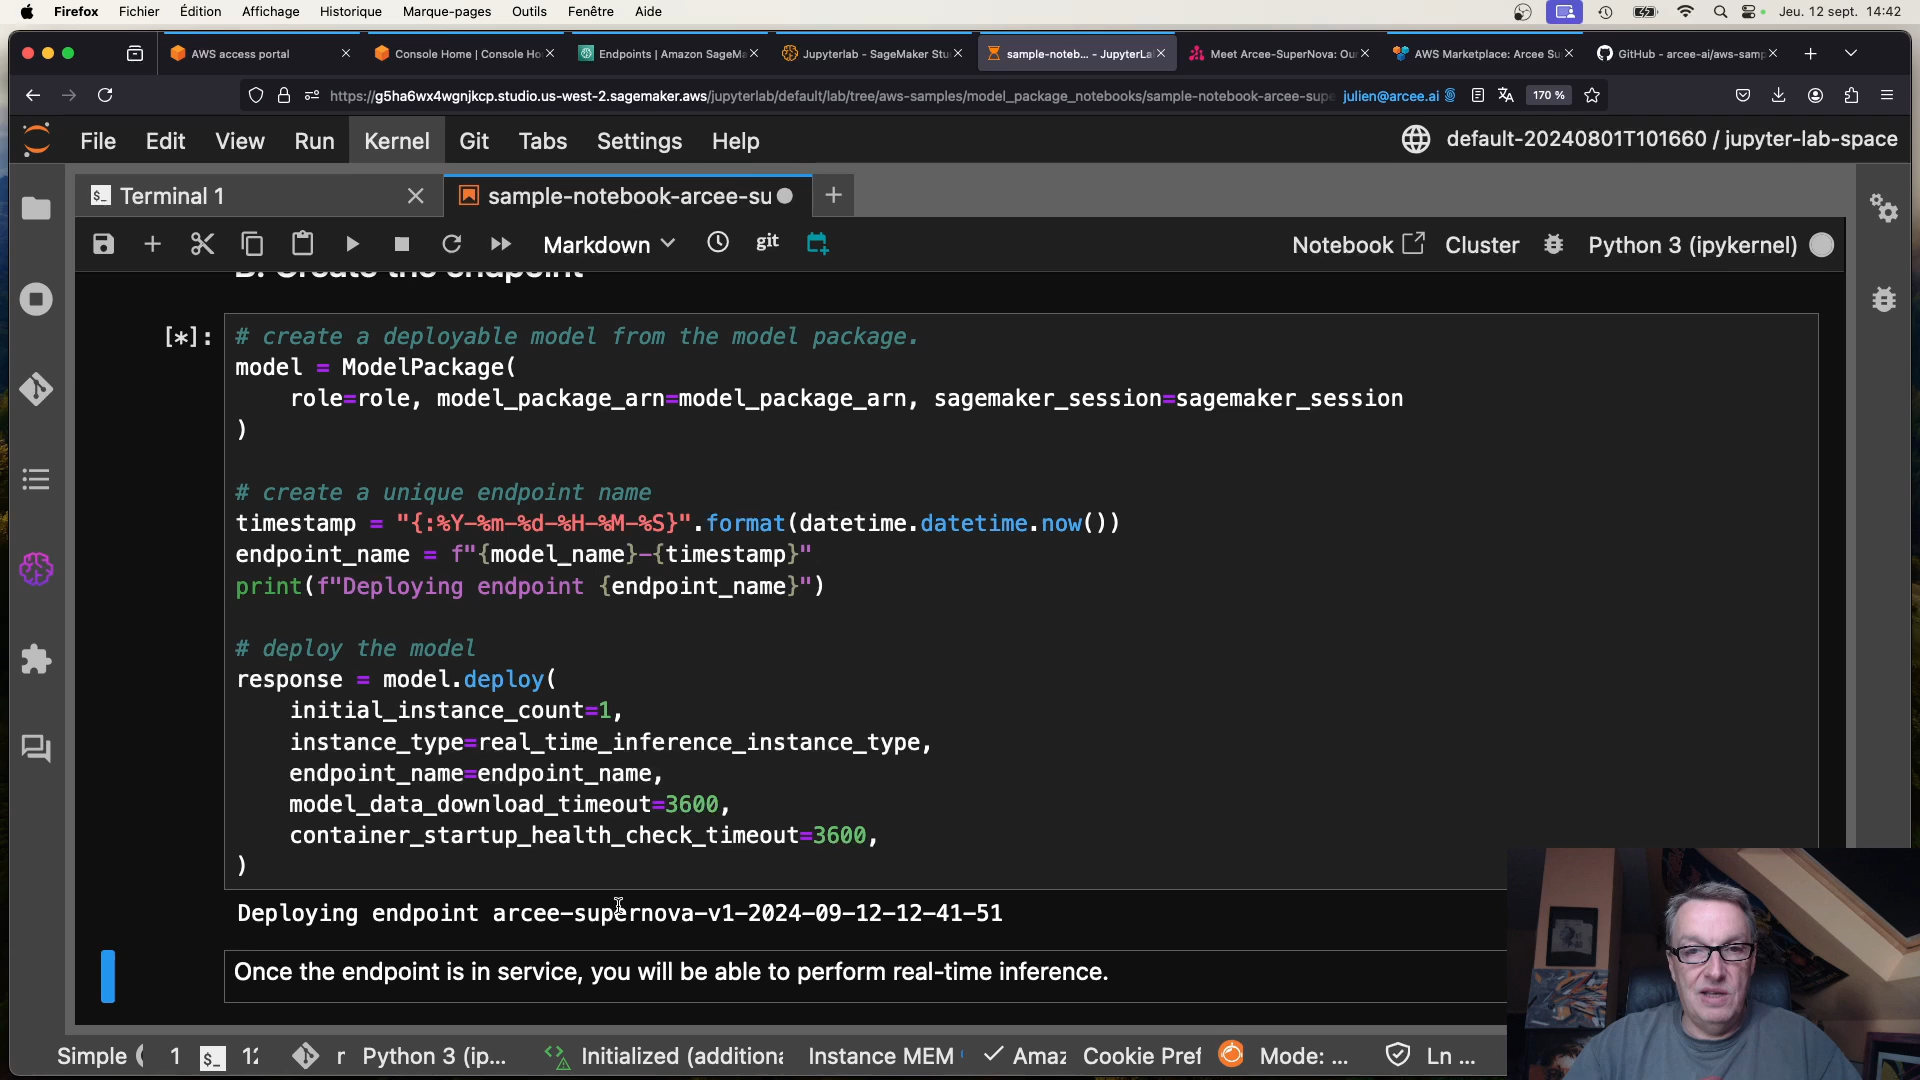 Firefox Fichier Édition Affichage Historique Marque-pages Outils Fenêtre Aide Jeu. 12 sept. 14:42
AWS access portal Console Home | Console Ho Endpoints | Amazon SageMa Jupyterlab - SageMaker Stu sample-noteb... - JupyterLa Meet Arcee-SuperNova: Ou AWS Marketplace: Arcee Su GitHub - arcee-ai/aws-samp
https://g5ha6wx4wgnjkcp.studio.us-west-2.sagemaker.aws/jupyterlab/default/lab/tree/aws-samples/model_package_notebooks/sample-notebook-arcee-supe julien@arcee.ai 170 %
File Edit View Run Kernel Git Tabs Settings Help default-20240801T101660 / jupyter-lab-space
Terminal 1 sample-notebook-arcee-su
Markdown git Notebook Cluster Python 3 (ipykernel)
B. Create the endpoint
[*]: # create a deployable model from the model package.
model = ModelPackage(
role=role, model_package_arn=model_package_arn, sagemaker_session=sagemaker_session
)
# create a unique endpoint name
timestamp = "{:%Y-%m-%d-%H-%M-%S}".format(datetime.datetime.now())
endpoint_name = f"{model_name}-{timestamp}"
print(f"Deploying endpoint {endpoint_name}")
# deploy the model
response = model.deploy(
initial_instance_count=1,
instance_type=real_time_inference_instance_type,
endpoint_name=endpoint_name,
model_data_download_timeout=3600,
container_startup_health_check_timeout=3600,
)
Deploying endpoint arcee-supernova-v1-2024-09-12-12-41-51
Once the endpoint is in service, you will be able to perform real-time inference.
Simple 1 Python 3 (ip... Initialized (additiona Instance MEM Amaz Cookie Pref Mode: ... Ln ...